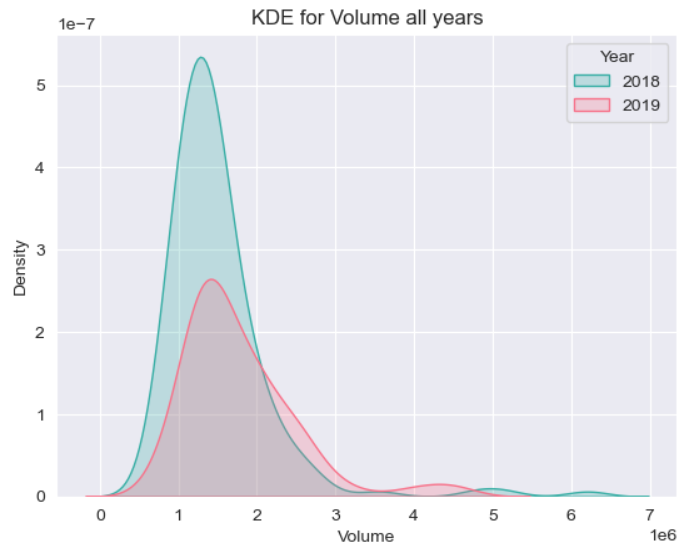 KDE for Volume all years
1e−7
Year
2018
2019
5
4
3
2
1
0
Density
0 1 2 3 4 5 6 7
1e6
Volume